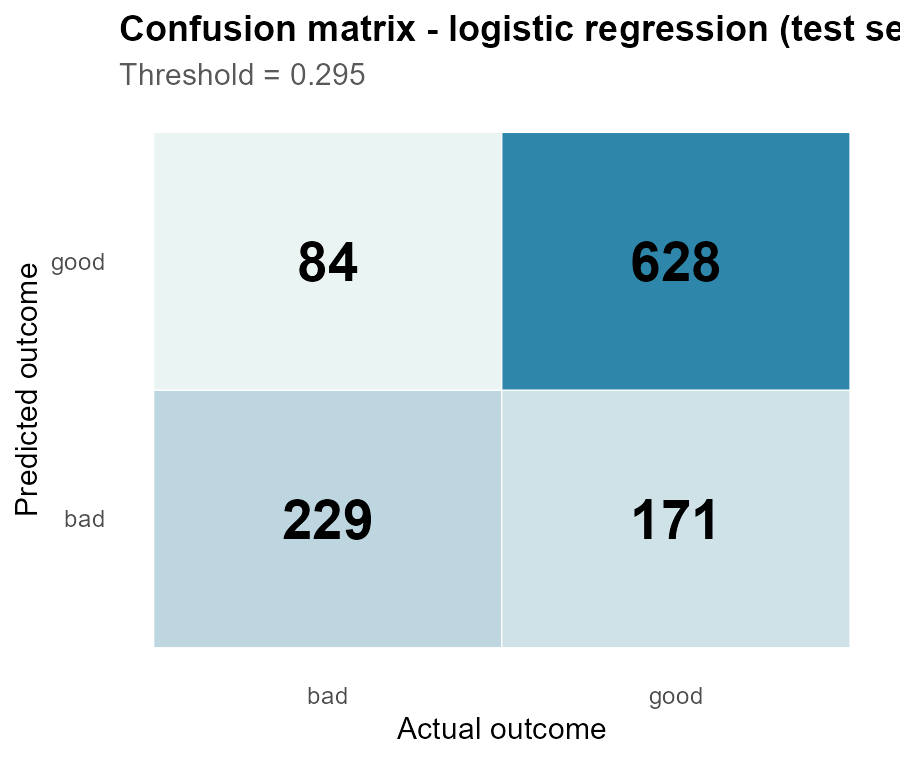 Confusion matrix - logistic regression (test se
Threshold = 0.295
good
84
628
Predicted outcome
bad
229
171
bad
good
Actual outcome